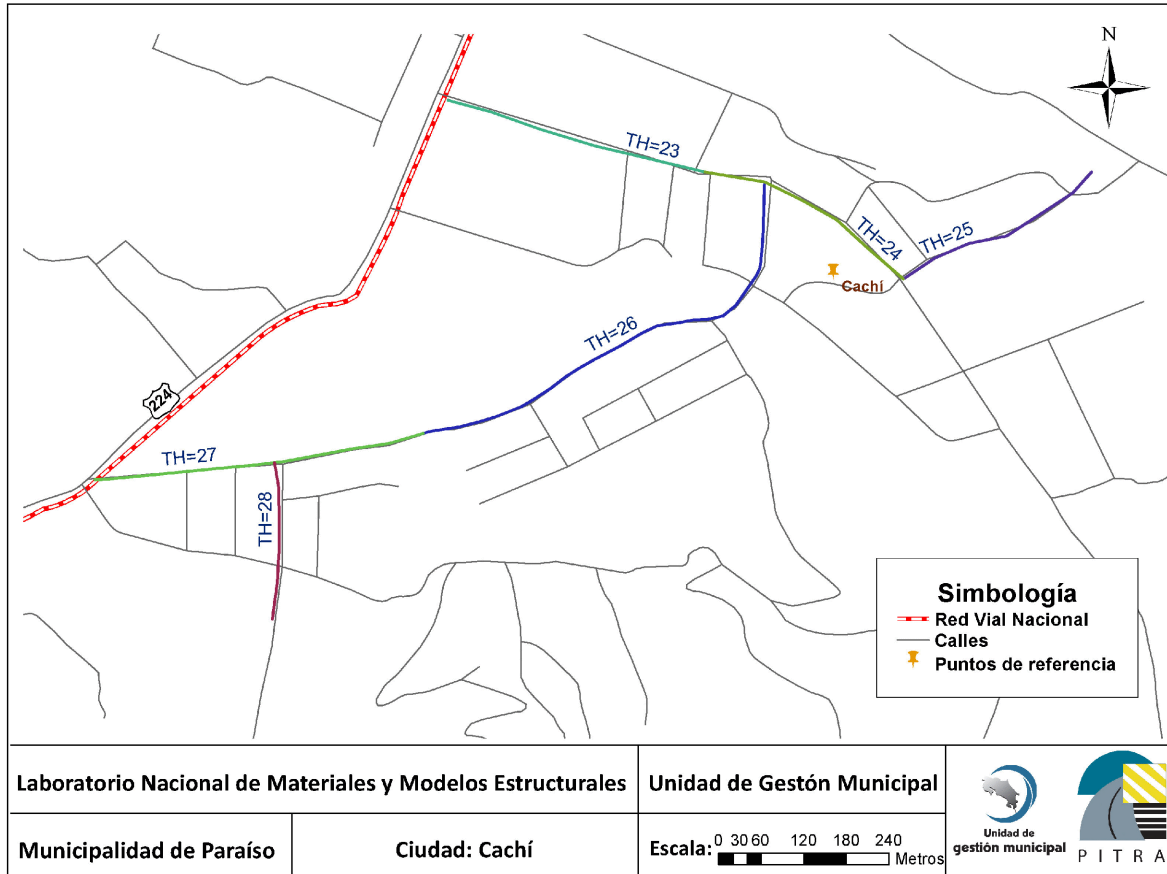 N
TH=23
TH=24
TH=25
Cachí
TH=26
224
TH=27
TH=28
Simbología
Red Vial Nacional
Calles
Puntos de referencia
Laboratorio Nacional de Materiales y Modelos Estructurales
Unidad de Gestión Municipal
Municipalidad de Paraíso
Ciudad: Cachí
Escala: 0 30 60 120 180 240 Metros
Unidad de
gestión municipal
PITRA